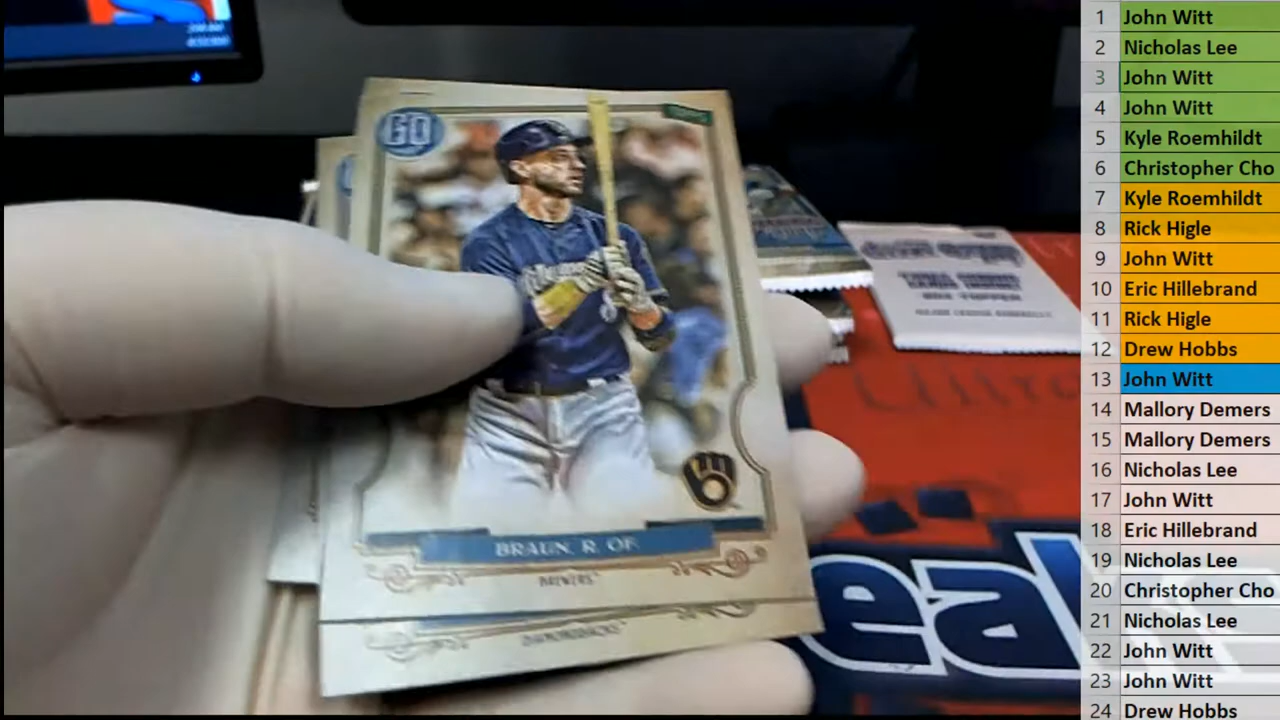 GQ
TOPPS
BRAUN, R. OF.
BREWERS
DIAMONDBACKS
eak
1 John Witt
2 Nicholas Lee
3 John Witt
4 John Witt
5 Kyle Roemhildt
6 Christopher Cho
7 Kyle Roemhildt
8 Rick Higle
9 John Witt
10 Eric Hillebrand
11 Rick Higle
12 Drew Hobbs
13 John Witt
14 Mallory Demers
15 Mallory Demers
16 Nicholas Lee
17 John Witt
18 Eric Hillebrand
19 Nicholas Lee
20 Christopher Cho
21 Nicholas Lee
22 John Witt
23 John Witt
24 Drew Hobbs